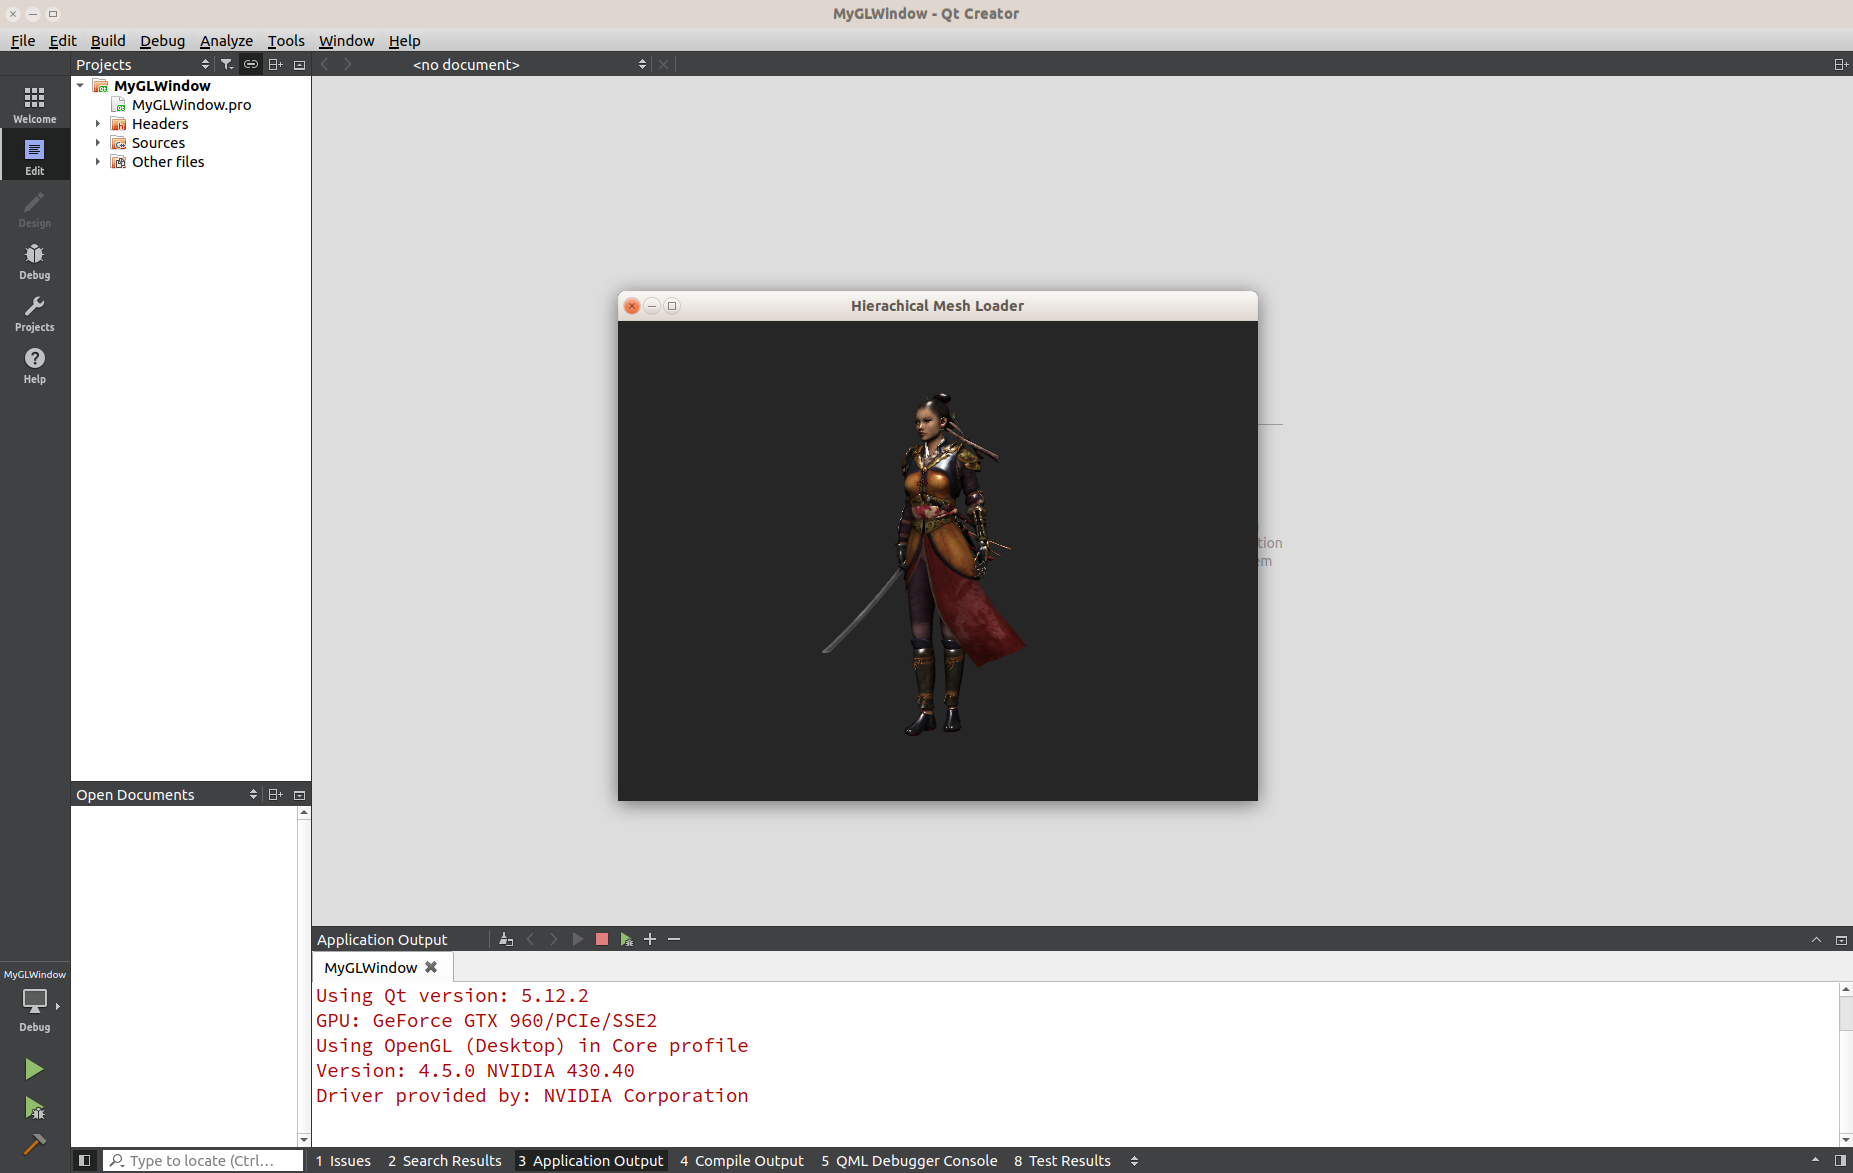 MyGLWindow - Qt Creator
File Edit Build Debug Analyze Tools Window Help
Projects
<no document>
Welcome
Edit
Design
Debug
Projects
Help
MyGLWindow
MyGLWindow.pro
Headers
Sources
Other files
Hierachical Mesh Loader
Open Documents
Application Output
MyGLWindow
Using Qt version: 5.12.2
GPU: GeForce GTX 960/PCIe/SSE2
Using OpenGL (Desktop) in Core profile
Version: 4.5.0 NVIDIA 430.40
Driver provided by: NVIDIA Corporation
MyGLWindow
Debug
Type to locate (Ctrl...
1 Issues 2 Search Results 3 Application Output 4 Compile Output 5 QML Debugger Console 8 Test Results